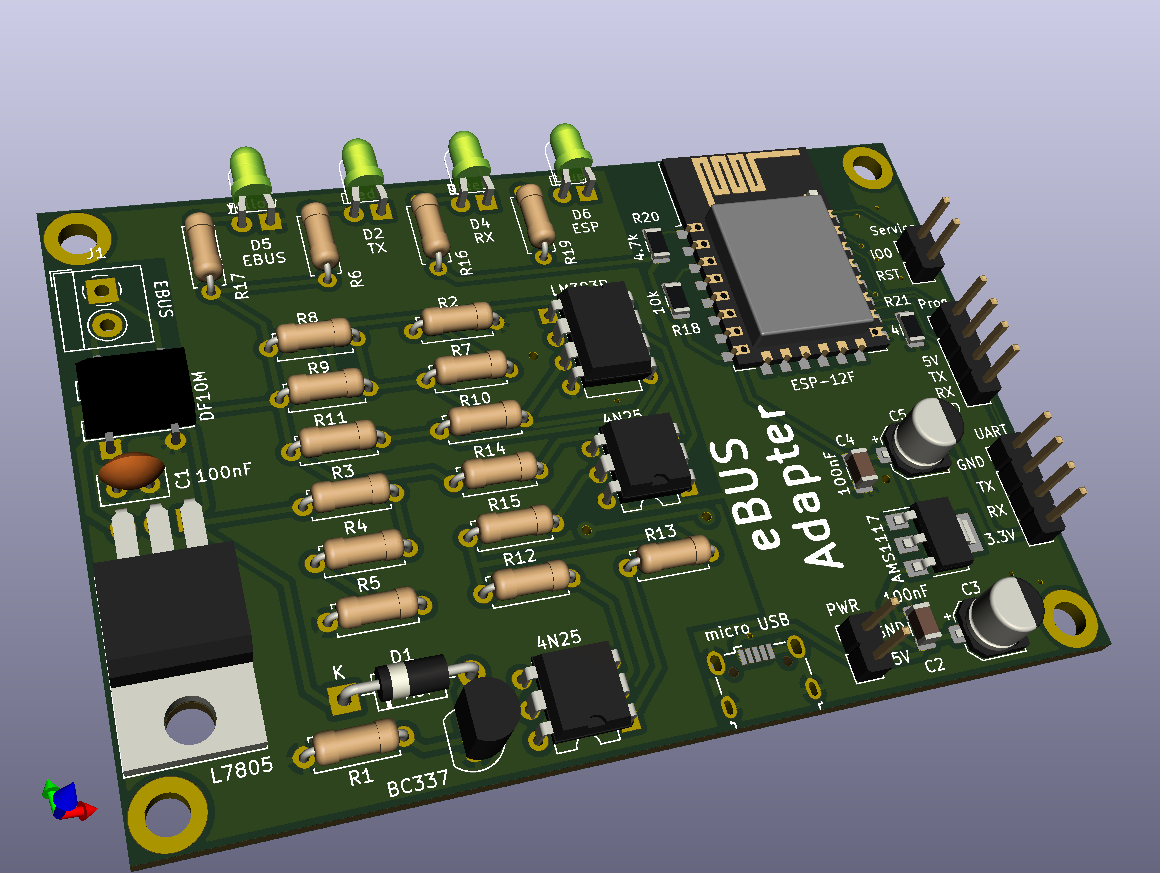 J1
EBUS
D5
EBUS
D2
TX
D4
RX
D6
ESP
R17
R6
R16
R19
R20
4.7k
10k
R18
ESP-12F
Service
IO0
RST
R21
Prog
5V
TX
RX
R8
R2
R9
R7
R11
R10
R3
R14
R4
R15
R5
R12
R13
DF10M
C1
100nF
4N25
eBUS
Adapter
C5
C4
100nF
UART
GND
TX
RX
3.3V
AMS1117
100nF
C3
C2
PWR
GND
5V
micro USB
4N25
K
D1
R1
BC337
L7805